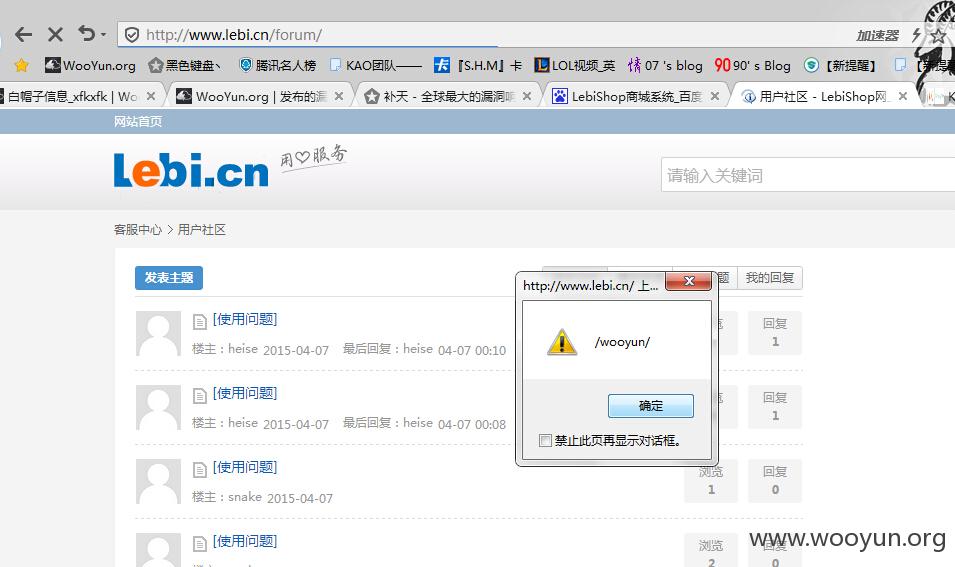 http://www.lebi.cn/forum/ 加速器
WooYun.org 黑色键盘丶 腾讯名人榜 KAO团队—— 『S.H.M』卡 LOL视频_英 07 's blog 90' s Blog 【新提醒】 【新提醒
白帽子信息_xfkxfk | Wo WooYun.org | 发布的漏 补天 - 全球最大的漏洞响 LebiShop商城系统_百度 用户社区 - LebiShop网
网站首页
Lebi.cn 用♡服务
请输入关键词
客服中心 > 用户社区
发表主题 题 我的回复
http://www.lebi.cn/ 上...
/wooyun/
确定
禁止此页再显示对话框。
[使用问题] 览 回复
楼主：heise 2015-04-07 最后回复：heise 04-07 00:10 1
[使用问题] 回复
楼主：heise 2015-04-07 最后回复：heise 04-07 00:08 1
[使用问题] 浏览 回复
楼主：snake 2015-04-07 1 0
[使用问题] 浏览 回复
2 0
www.wooyun.org